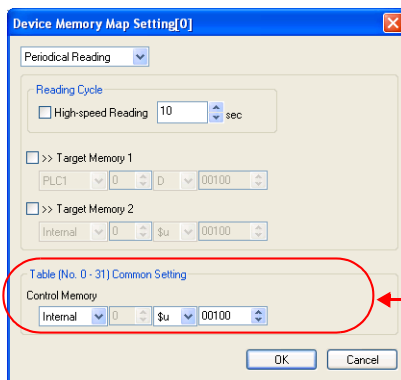 Device Memory Map Setting[0]
Periodical Reading
Reading Cycle
High-speed Reading 10 sec
>> Target Memory 1
PLC1 0 D 00100
>> Target Memory 2
Internal 0 $u 00100
Table (No. 0 - 31) Common Setting
Control Memory
Internal 0 $u 00100
OK Cancel